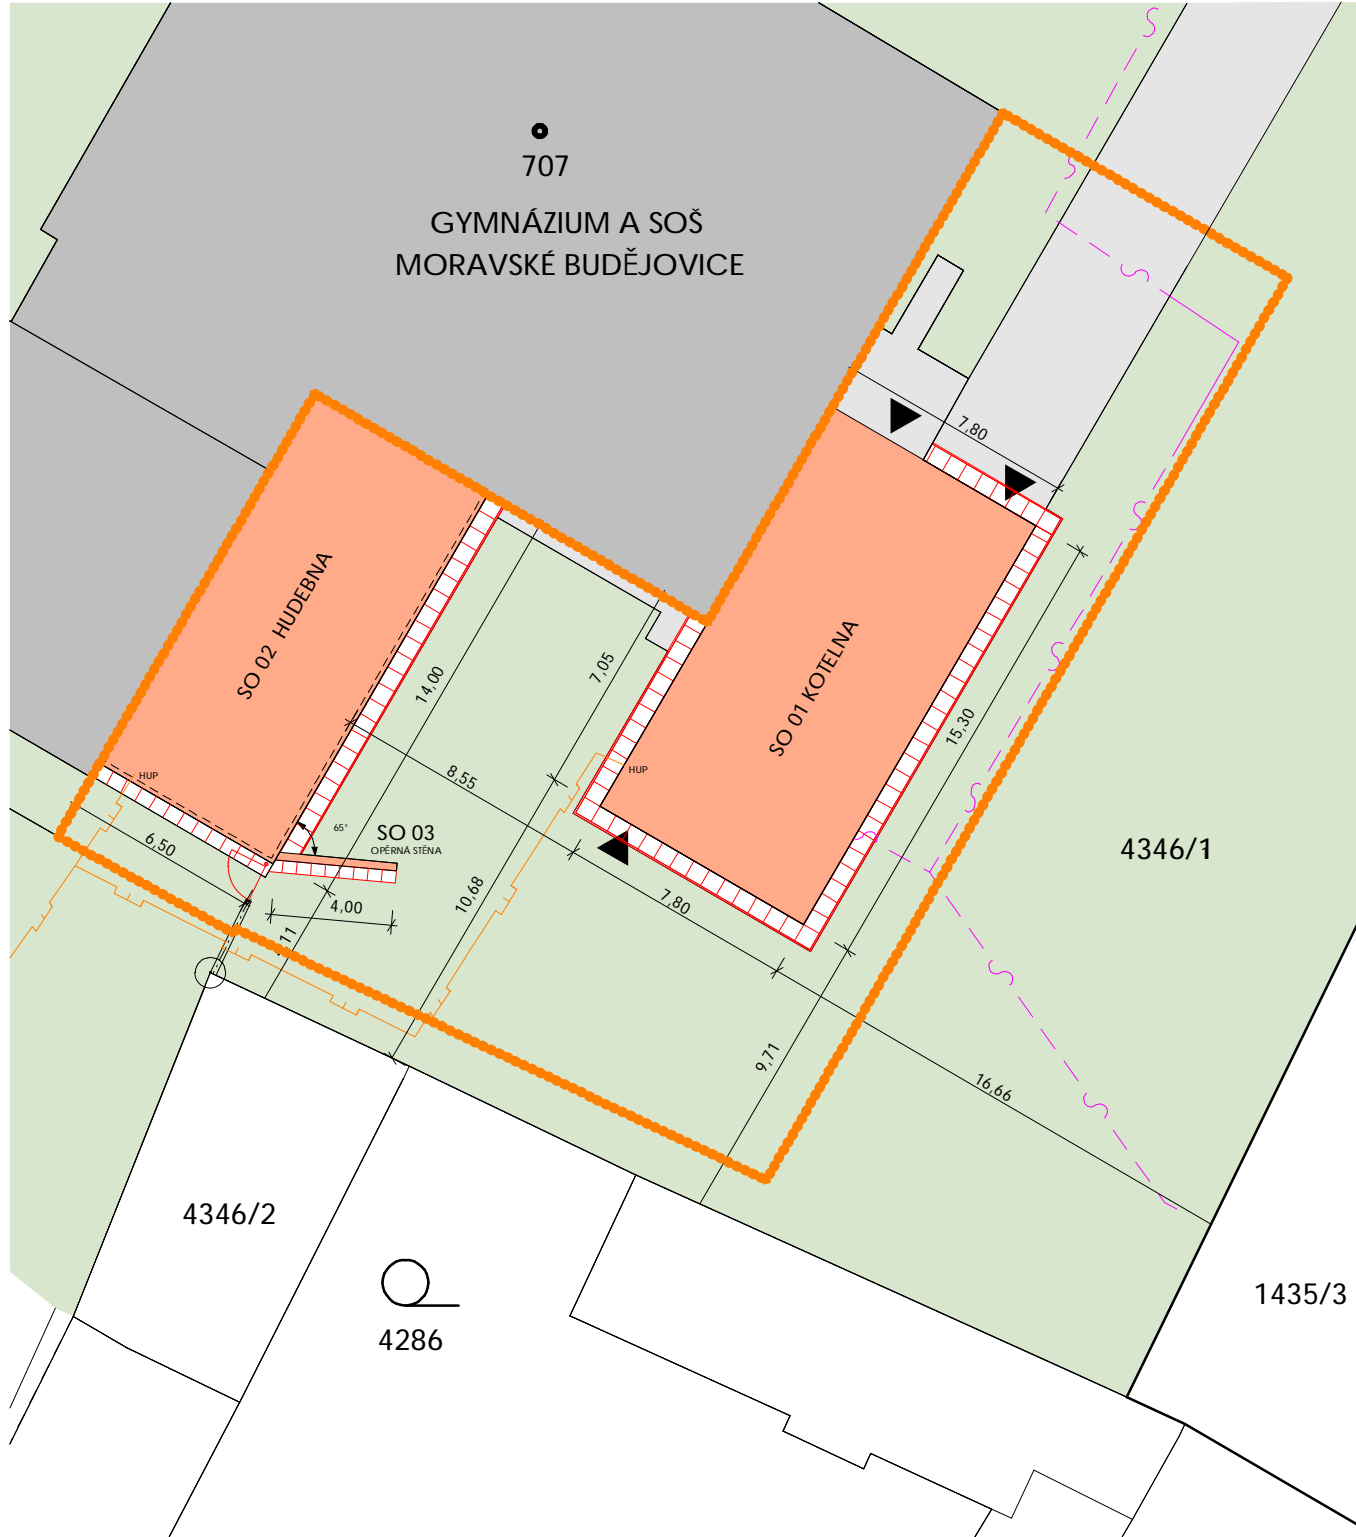 707
GYMNÁZIUM A SOŠ
MORAVSKÉ BUDĚJOVICE
7,80
SO 02 HUDEBNA
SO 01 KOTELNA
14,00
7,05
15,30
8,55
HUP
HUP
65°
SO 03
OPĚRNÁ STĚNA
6,50
4,00
10,68
7,80
4346/1
9,71
16,66
4346/2
4286
1435/3